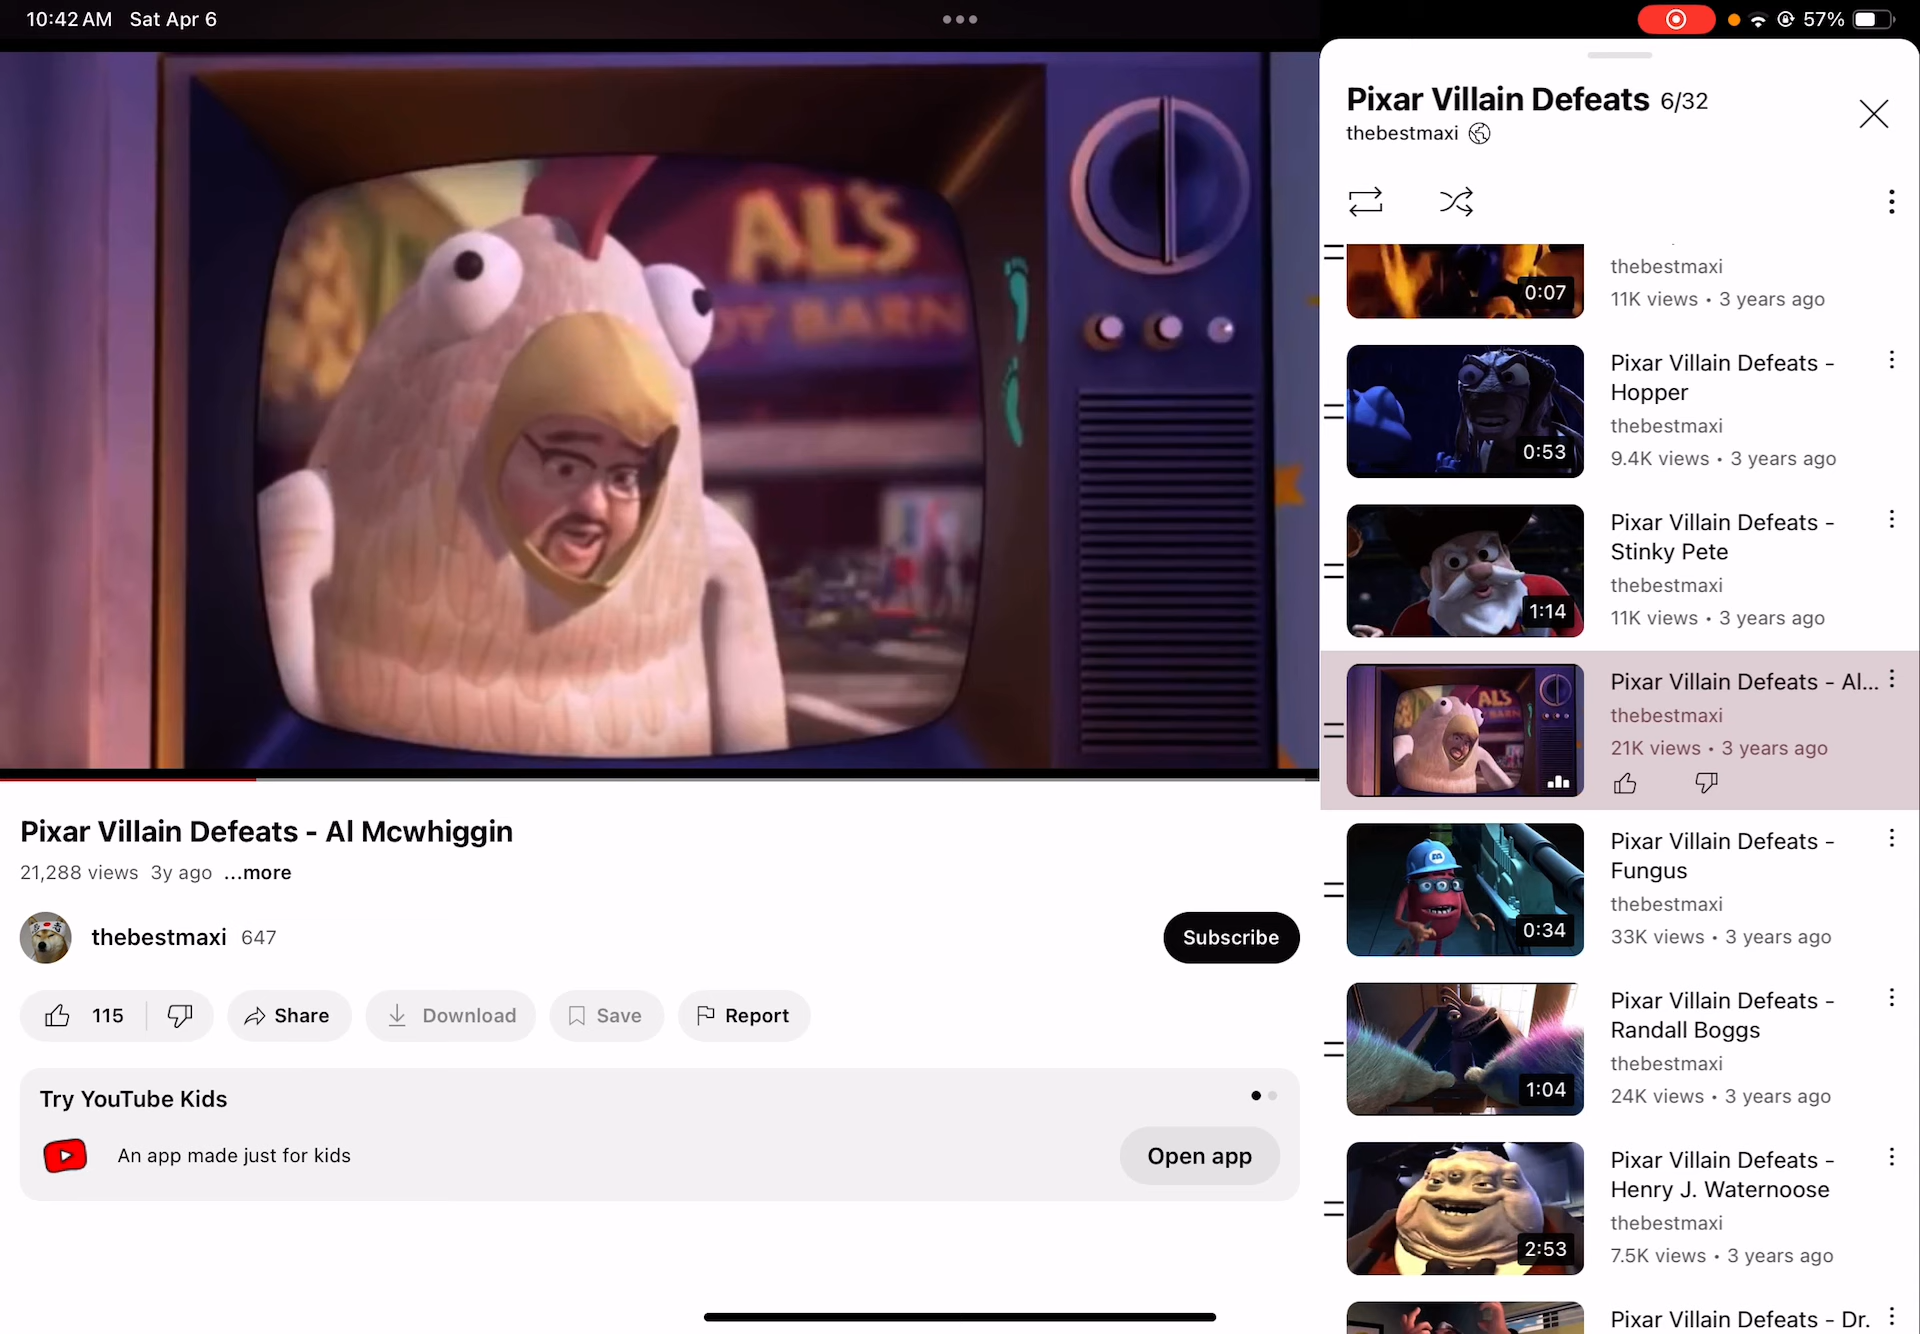 10:42 AM Sat Apr 6
57%
AL'S
OY BARN
Pixar Villain Defeats - Al Mcwhiggin
21,288 views 3y ago ...more
thebestmaxi 647
Subscribe
115
Share
Download
Save
Report
Try YouTube Kids
An app made just for kids
Open app
Pixar Villain Defeats 6/32
thebestmaxi
0:07
thebestmaxi
11K views • 3 years ago
0:53
Pixar Villain Defeats -
Hopper
thebestmaxi
9.4K views • 3 years ago
1:14
Pixar Villain Defeats -
Stinky Pete
thebestmaxi
11K views • 3 years ago
AL'S
BARN
Pixar Villain Defeats - Al...
thebestmaxi
21K views • 3 years ago
0:34
Pixar Villain Defeats -
Fungus
thebestmaxi
33K views • 3 years ago
1:04
Pixar Villain Defeats -
Randall Boggs
thebestmaxi
24K views • 3 years ago
2:53
Pixar Villain Defeats -
Henry J. Waternoose
thebestmaxi
7.5K views • 3 years ago
Pixar Villain Defeats - Dr.